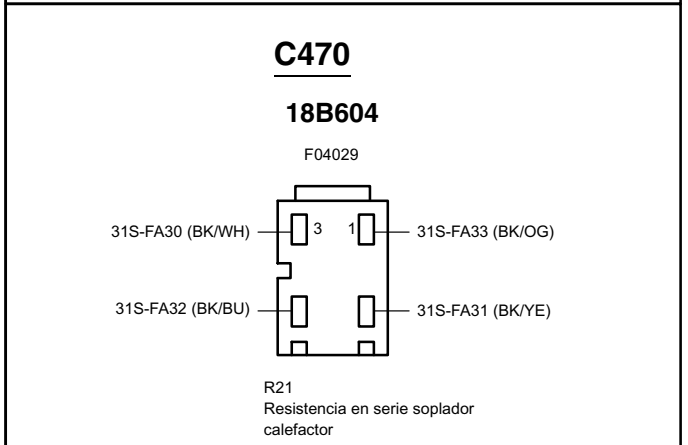 C470
18B604
F04029
31S-FA30 (BK/WH) 3 1 31S-FA33 (BK/OG)
31S-FA32 (BK/BU) 31S-FA31 (BK/YE)
R21
Resistencia en serie soplador
calefactor